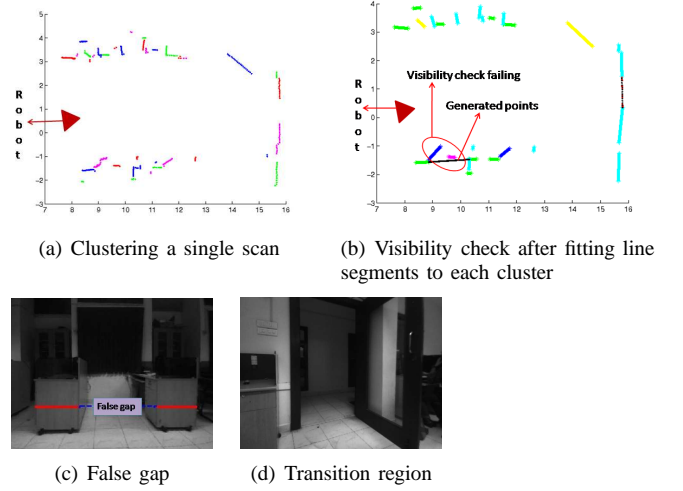 5
4
3
2
1
0
−1
−2
−3
7 8 9 10 11 12 13 14 15 16
Robot
(a) Clustering a single scan
4
3
2
1
0
−1
−2
−3
7 8 9 10 11 12 13 14 15 16
Robot
Visibility check failing
Generated points
(b) Visibility check after fitting line
segments to each cluster
False gap
(c) False gap
(d) Transition region